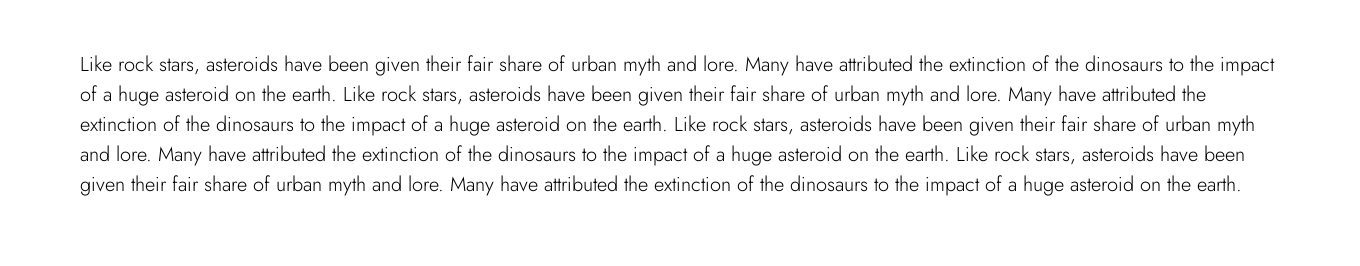 Like rock stars, asteroids have been given their fair share of urban myth and lore. Many have attributed the extinction of the dinosaurs to the impact
of a huge asteroid on the earth. Like rock stars, asteroids have been given their fair share of urban myth and lore. Many have attributed the
extinction of the dinosaurs to the impact of a huge asteroid on the earth. Like rock stars, asteroids have been given their fair share of urban myth
and lore. Many have attributed the extinction of the dinosaurs to the impact of a huge asteroid on the earth. Like rock stars, asteroids have been
given their fair share of urban myth and lore. Many have attributed the extinction of the dinosaurs to the impact of a huge asteroid on the earth.